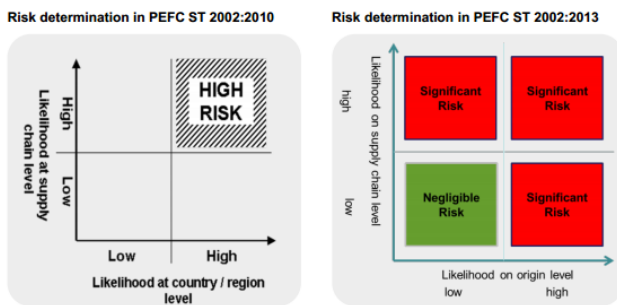 Risk determination in PEFC ST 2002:2010
Likelihood at supply
chain level
High
Low
HIGH
RISK
Low
High
Likelihood at country / region
level
Risk determination in PEFC ST 2002:2013
Likelihood on supply chain level
high
low
Significant
Risk
Significant
Risk
Negligible
Risk
Significant
Risk
Likelihood on origin level
low
high